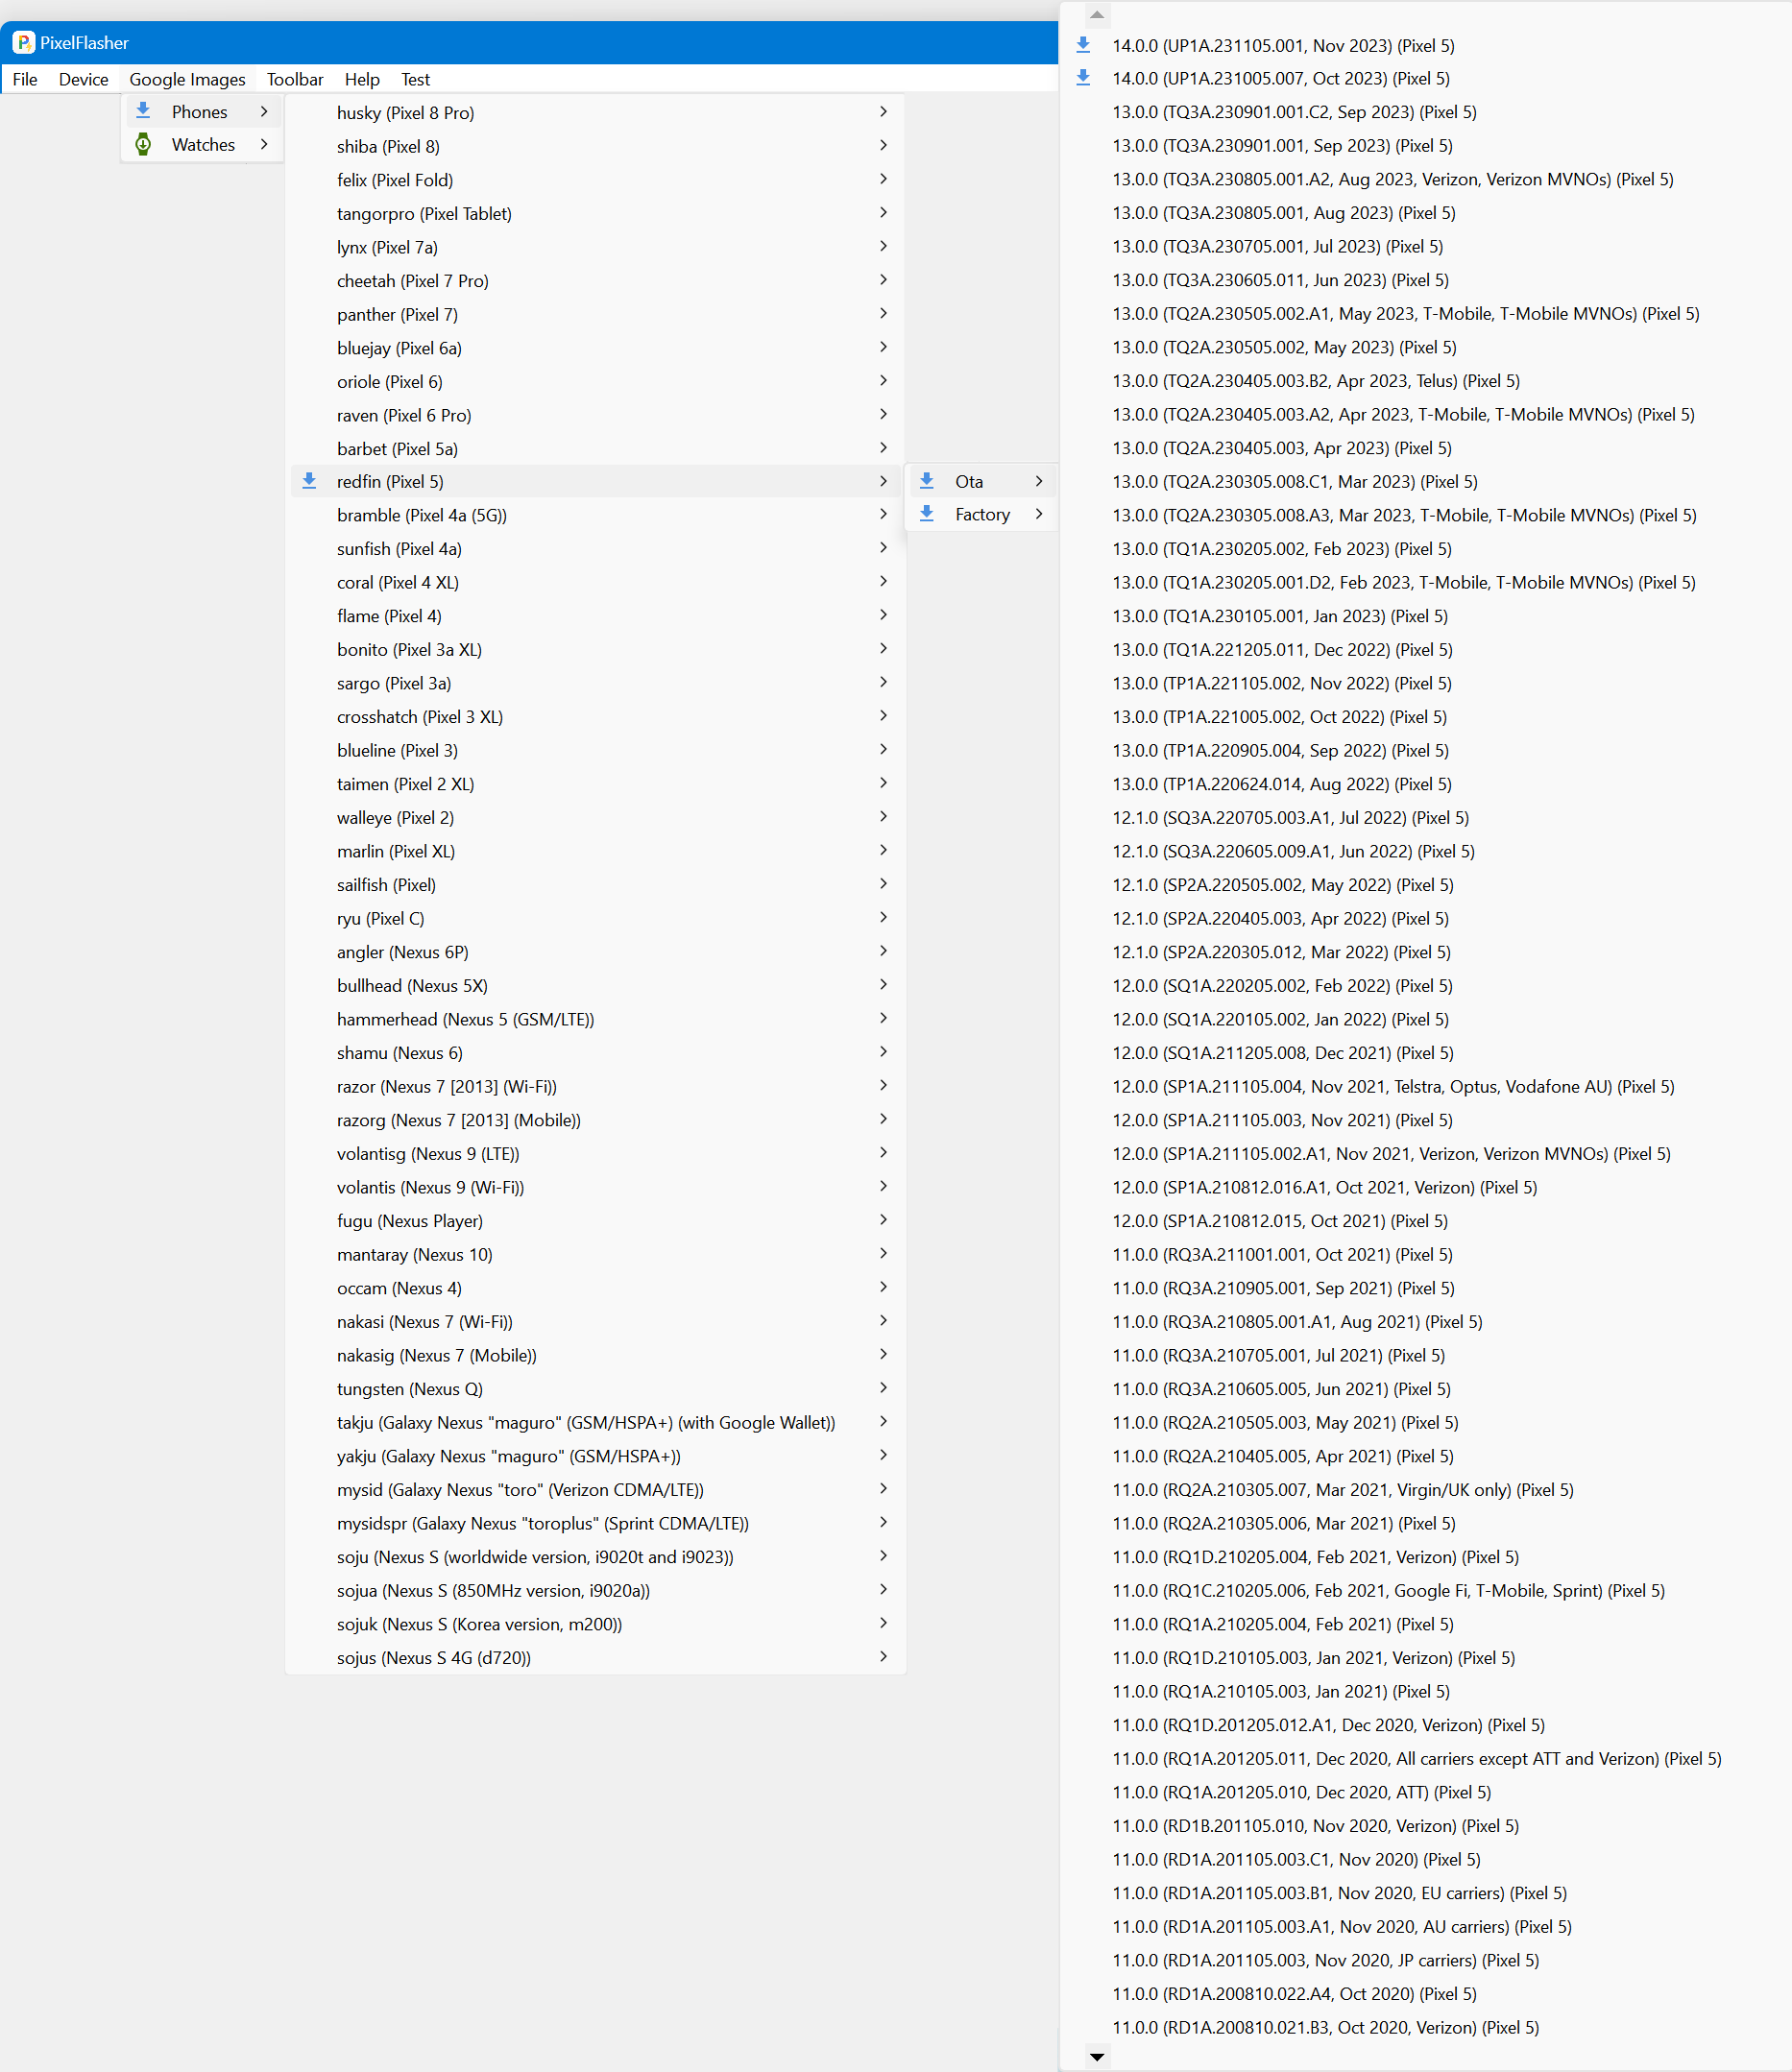 PixelFlasher
File Device Google Images Toolbar Help Test
Phones
Watches
husky (Pixel 8 Pro)
shiba (Pixel 8)
felix (Pixel Fold)
tangorpro (Pixel Tablet)
lynx (Pixel 7a)
cheetah (Pixel 7 Pro)
panther (Pixel 7)
bluejay (Pixel 6a)
oriole (Pixel 6)
raven (Pixel 6 Pro)
barbet (Pixel 5a)
redfin (Pixel 5)
bramble (Pixel 4a (5G))
sunfish (Pixel 4a)
coral (Pixel 4 XL)
flame (Pixel 4)
bonito (Pixel 3a XL)
sargo (Pixel 3a)
crosshatch (Pixel 3 XL)
blueline (Pixel 3)
taimen (Pixel 2 XL)
walleye (Pixel 2)
marlin (Pixel XL)
sailfish (Pixel)
ryu (Pixel C)
angler (Nexus 6P)
bullhead (Nexus 5X)
hammerhead (Nexus 5 (GSM/LTE))
shamu (Nexus 6)
razor (Nexus 7 [2013] (Wi-Fi))
razorg (Nexus 7 [2013] (Mobile))
volantisg (Nexus 9 (LTE))
volantis (Nexus 9 (Wi-Fi))
fugu (Nexus Player)
mantaray (Nexus 10)
occam (Nexus 4)
nakasi (Nexus 7 (Wi-Fi))
nakasig (Nexus 7 (Mobile))
tungsten (Nexus Q)
takju (Galaxy Nexus "maguro" (GSM/HSPA+) (with Google Wallet))
yakju (Galaxy Nexus "maguro" (GSM/HSPA+))
mysid (Galaxy Nexus "toro" (Verizon CDMA/LTE))
mysidspr (Galaxy Nexus "toroplus" (Sprint CDMA/LTE))
soju (Nexus S (worldwide version, i9020t and i9023))
sojua (Nexus S (850MHz version, i9020a))
sojuk (Nexus S (Korea version, m200))
sojus (Nexus S 4G (d720))
Ota
Factory
14.0.0 (UP1A.231105.001, Nov 2023) (Pixel 5)
14.0.0 (UP1A.231005.007, Oct 2023) (Pixel 5)
13.0.0 (TQ3A.230901.001.C2, Sep 2023) (Pixel 5)
13.0.0 (TQ3A.230901.001, Sep 2023) (Pixel 5)
13.0.0 (TQ3A.230805.001.A2, Aug 2023, Verizon, Verizon MVNOs) (Pixel 5)
13.0.0 (TQ3A.230805.001, Aug 2023) (Pixel 5)
13.0.0 (TQ3A.230705.001, Jul 2023) (Pixel 5)
13.0.0 (TQ3A.230605.011, Jun 2023) (Pixel 5)
13.0.0 (TQ2A.230505.002.A1, May 2023, T-Mobile, T-Mobile MVNOs) (Pixel 5)
13.0.0 (TQ2A.230505.002, May 2023) (Pixel 5)
13.0.0 (TQ2A.230405.003.B2, Apr 2023, Telus) (Pixel 5)
13.0.0 (TQ2A.230405.003.A2, Apr 2023, T-Mobile, T-Mobile MVNOs) (Pixel 5)
13.0.0 (TQ2A.230405.003, Apr 2023) (Pixel 5)
13.0.0 (TQ2A.230305.008.C1, Mar 2023) (Pixel 5)
13.0.0 (TQ2A.230305.008.A3, Mar 2023, T-Mobile, T-Mobile MVNOs) (Pixel 5)
13.0.0 (TQ1A.230205.002, Feb 2023) (Pixel 5)
13.0.0 (TQ1A.230205.001.D2, Feb 2023, T-Mobile, T-Mobile MVNOs) (Pixel 5)
13.0.0 (TQ1A.230105.001, Jan 2023) (Pixel 5)
13.0.0 (TQ1A.221205.011, Dec 2022) (Pixel 5)
13.0.0 (TP1A.221105.002, Nov 2022) (Pixel 5)
13.0.0 (TP1A.221005.002, Oct 2022) (Pixel 5)
13.0.0 (TP1A.220905.004, Sep 2022) (Pixel 5)
13.0.0 (TP1A.220624.014, Aug 2022) (Pixel 5)
12.1.0 (SQ3A.220705.003.A1, Jul 2022) (Pixel 5)
12.1.0 (SQ3A.220605.009.A1, Jun 2022) (Pixel 5)
12.1.0 (SP2A.220505.002, May 2022) (Pixel 5)
12.1.0 (SP2A.220405.003, Apr 2022) (Pixel 5)
12.1.0 (SP2A.220305.012, Mar 2022) (Pixel 5)
12.0.0 (SQ1A.220205.002, Feb 2022) (Pixel 5)
12.0.0 (SQ1A.220105.002, Jan 2022) (Pixel 5)
12.0.0 (SQ1A.211205.008, Dec 2021) (Pixel 5)
12.0.0 (SP1A.211105.004, Nov 2021, Telstra, Optus, Vodafone AU) (Pixel 5)
12.0.0 (SP1A.211105.003, Nov 2021) (Pixel 5)
12.0.0 (SP1A.211105.002.A1, Nov 2021, Verizon, Verizon MVNOs) (Pixel 5)
12.0.0 (SP1A.210812.016.A1, Oct 2021, Verizon) (Pixel 5)
12.0.0 (SP1A.210812.015, Oct 2021) (Pixel 5)
11.0.0 (RQ3A.211001.001, Oct 2021) (Pixel 5)
11.0.0 (RQ3A.210905.001, Sep 2021) (Pixel 5)
11.0.0 (RQ3A.210805.001.A1, Aug 2021) (Pixel 5)
11.0.0 (RQ3A.210705.001, Jul 2021) (Pixel 5)
11.0.0 (RQ3A.210605.005, Jun 2021) (Pixel 5)
11.0.0 (RQ2A.210505.003, May 2021) (Pixel 5)
11.0.0 (RQ2A.210405.005, Apr 2021) (Pixel 5)
11.0.0 (RQ2A.210305.007, Mar 2021, Virgin/UK only) (Pixel 5)
11.0.0 (RQ2A.210305.006, Mar 2021) (Pixel 5)
11.0.0 (RQ1D.210205.004, Feb 2021, Verizon) (Pixel 5)
11.0.0 (RQ1C.210205.006, Feb 2021, Google Fi, T-Mobile, Sprint) (Pixel 5)
11.0.0 (RQ1A.210205.004, Feb 2021) (Pixel 5)
11.0.0 (RQ1D.210105.003, Jan 2021, Verizon) (Pixel 5)
11.0.0 (RQ1A.210105.003, Jan 2021) (Pixel 5)
11.0.0 (RQ1D.201205.012.A1, Dec 2020, Verizon) (Pixel 5)
11.0.0 (RQ1A.201205.011, Dec 2020, All carriers except ATT and Verizon) (Pixel 5)
11.0.0 (RQ1A.201205.010, Dec 2020, ATT) (Pixel 5)
11.0.0 (RD1B.201105.010, Nov 2020, Verizon) (Pixel 5)
11.0.0 (RD1A.201105.003.C1, Nov 2020) (Pixel 5)
11.0.0 (RD1A.201105.003.B1, Nov 2020, EU carriers) (Pixel 5)
11.0.0 (RD1A.201105.003.A1, Nov 2020, AU carriers) (Pixel 5)
11.0.0 (RD1A.201105.003, Nov 2020, JP carriers) (Pixel 5)
11.0.0 (RD1A.200810.022.A4, Oct 2020) (Pixel 5)
11.0.0 (RD1A.200810.021.B3, Oct 2020, Verizon) (Pixel 5)